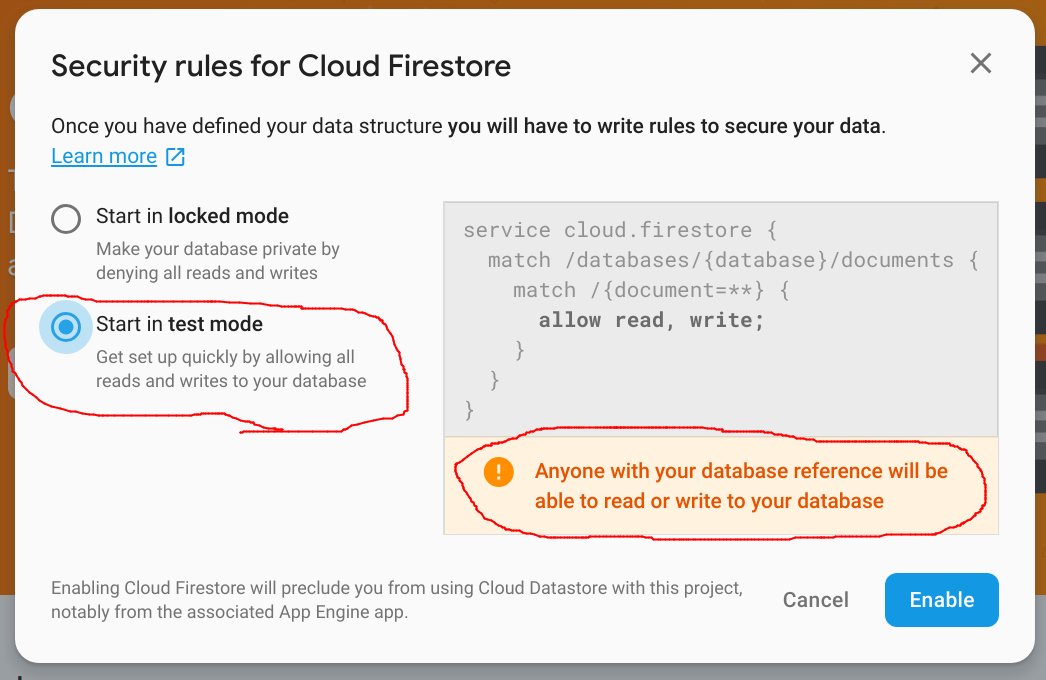 Security rules for Cloud Firestore
Once you have defined your data structure you will have to write rules to secure your data.
Learn more
Start in locked mode
Make your database private by
denying all reads and writes
Start in test mode
Get set up quickly by allowing all
reads and writes to your database
service cloud.firestore {
match /databases/{database}/documents {
match /{document=**} {
allow read, write;
}
}
}
Anyone with your database reference will be
able to read or write to your database
Enabling Cloud Firestore will preclude you from using Cloud Datastore with this project,
notably from the associated App Engine app.
Cancel
Enable